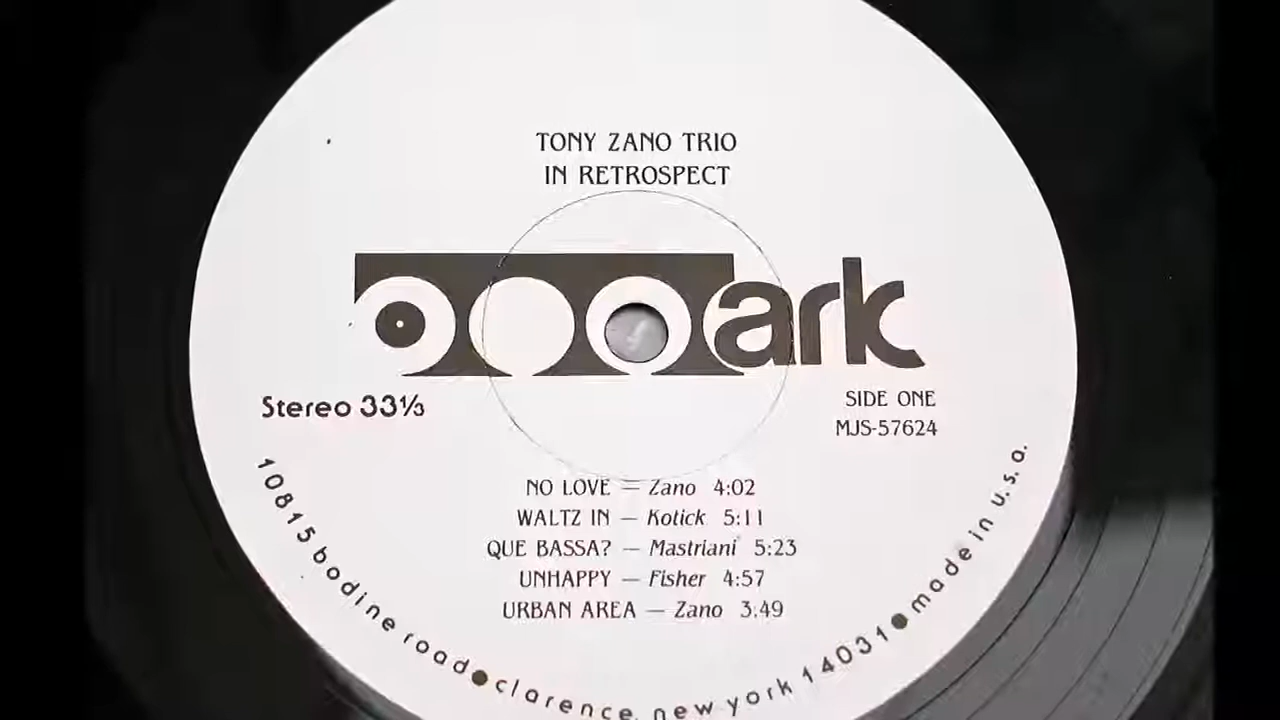 TONY ZANO TRIO
IN RETROSPECT
mark
Stereo 33⅓
SIDE ONE
MJS-57624
NO LOVE — Zano 4:02
WALTZ IN — Kotick 5:11
QUE BASSA? — Mastriani 5:23
UNHAPPY — Fisher 4:57
URBAN AREA — Zano 3:49
10815 bodine road ● clarence, new york 14031 ● made in u.s.a.